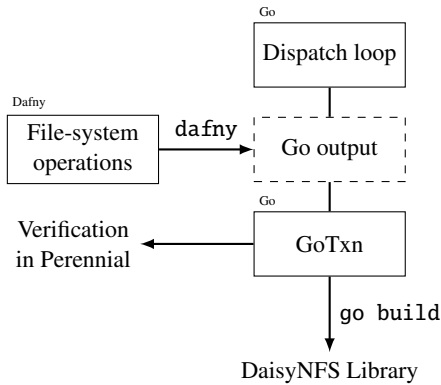 Go
Dispatch loop
Dafny
File-system
operations
dafny
Go output
Go
GoTxn
Verification
in Perennial
go build
DaisyNFS Library